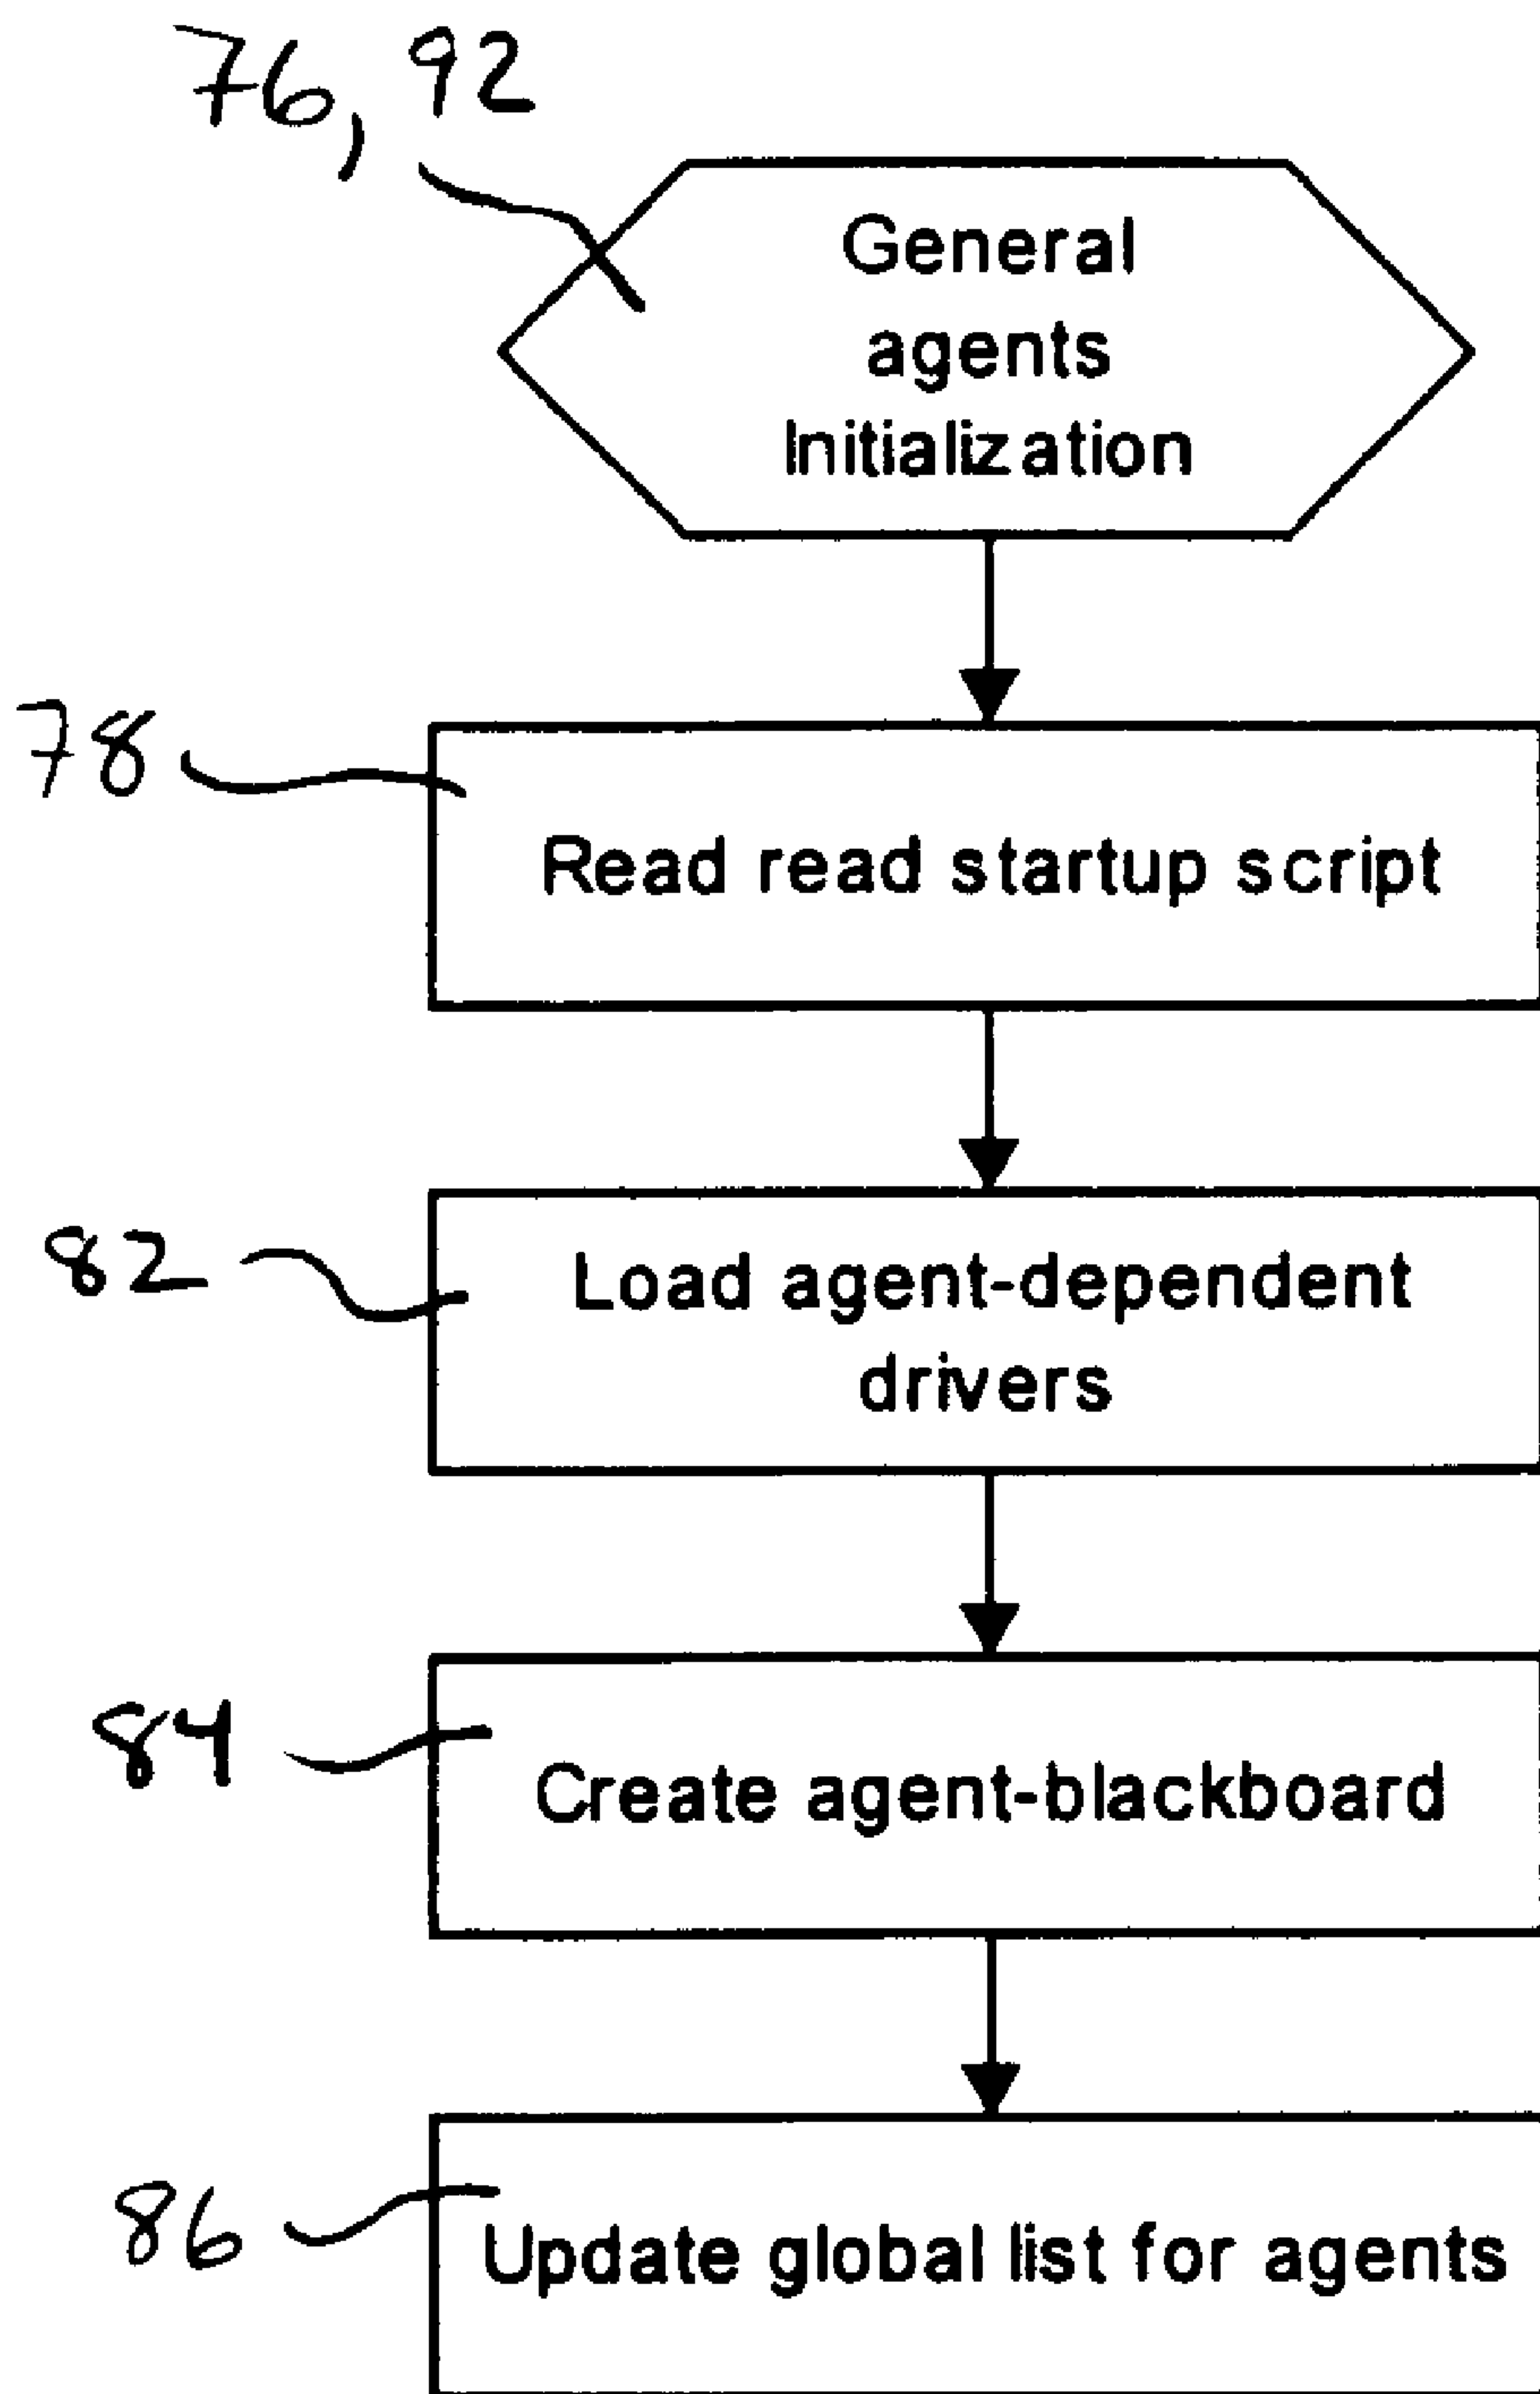 76, 92
General
agents
Initialization
78
Read read startup script
82
Load agent-dependent
drivers
84
Create agent-blackboard
86
Update global list for agents